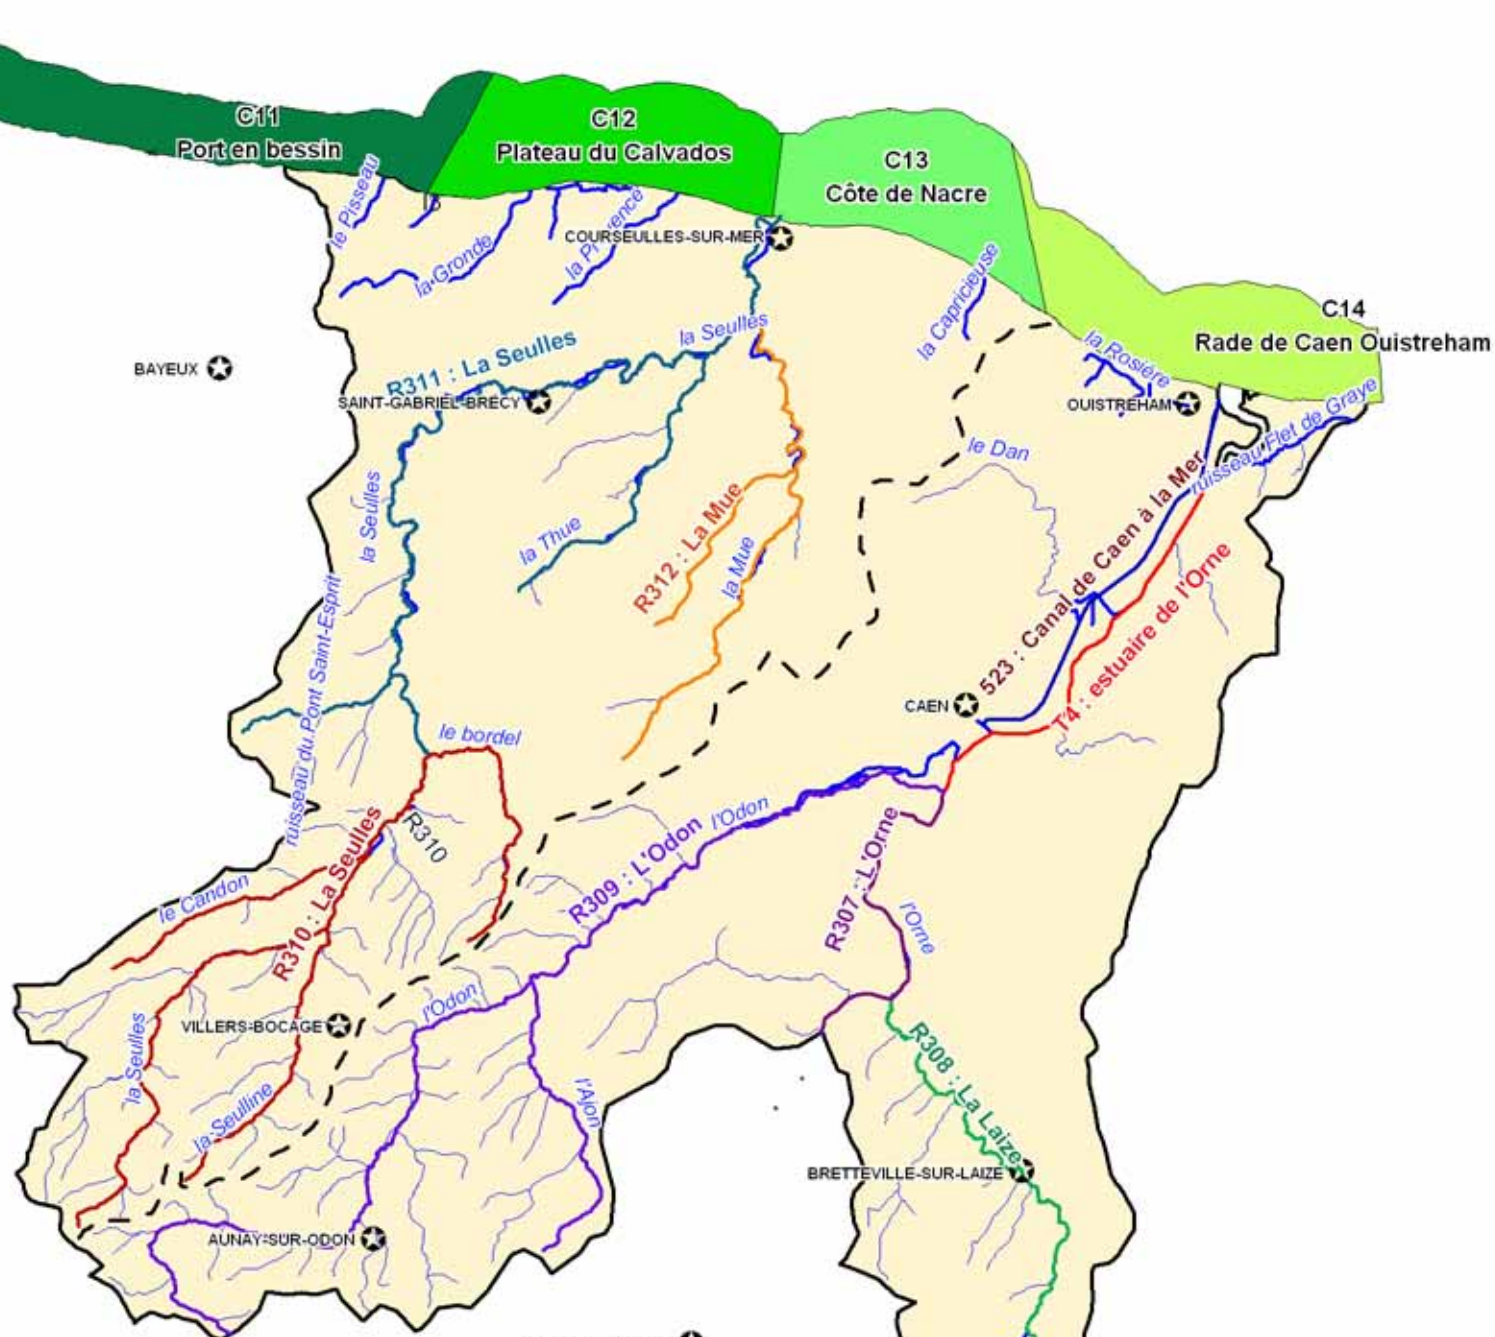 C11
Port en bessin
C12
Plateau du Calvados
C13
Côte de Nacre
C14
Rade de Caen Ouistreham
le Pisseau
la Gronde
COURSEULLES-SUR-MER
la Capricieuse
la Rosière
OUISTREHAM
ruisseau Flet de Graye
BAYEUX
R311 : La Seulles
la Seulles
SAINT-GABRIEL-BRECY
la Seulles
la Thue
R312 : La Mue
la Mue
le Dan
523 : Canal de Caen à la Mer
T4 : estuaire de l'Orne
CAEN
ruisseau du Pont Saint-Esprit
le bordel
R310
R310 : La Seulles
le Candon
R309 : L'Odon
l'Odon
R307 : L'Orne
l'Orne
l'Odon
VILLERS-BOCAGE
la Seulles
la Seulline
l'Ajon
R308 : La Laize
BRETTEVILLE-SUR-LAIZE
AUNAY-SUR-ODON